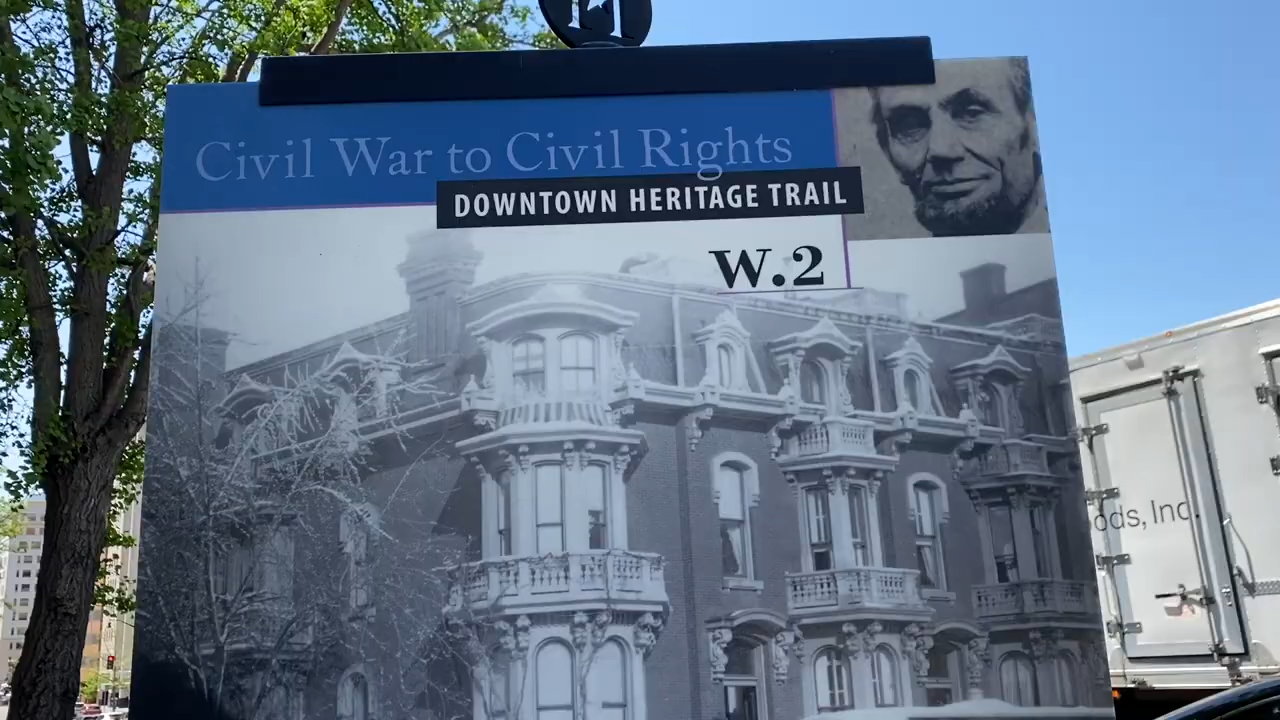 Civil War to Civil Rights
DOWNTOWN HERITAGE TRAIL
W.2
ods, Inc.